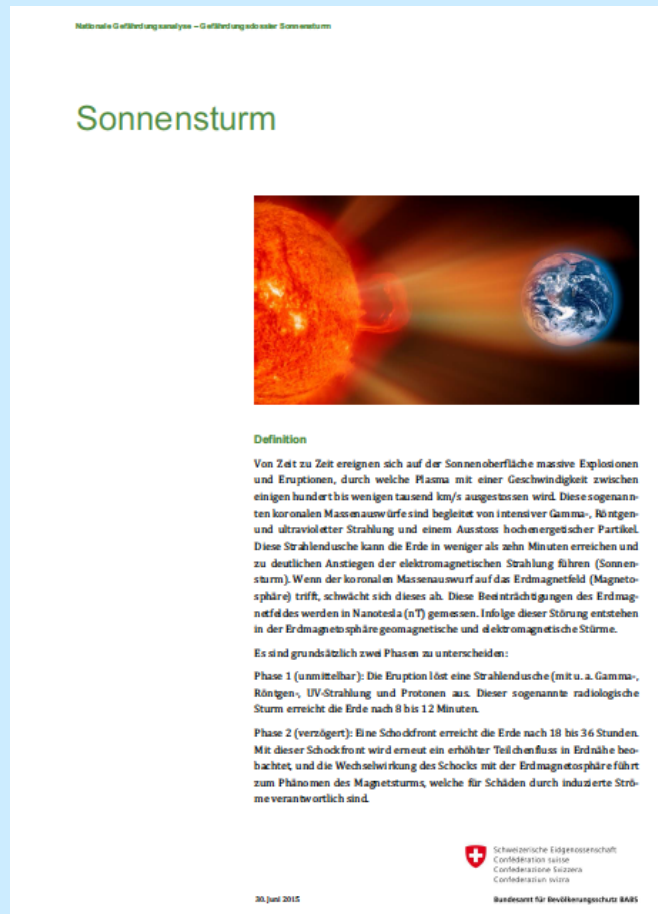 Nationale Gefährdungsanalyse – Gefährdungsdossier Sonnensturm
Sonnensturm
Definition
Von Zeit zu Zeit ereignen sich auf der Sonnenoberfläche massive Explosionen
und Eruptionen, durch welche Plasma mit einer Geschwindigkeit zwischen
einigen hundert bis wenigen tausend km/s ausgestossen wird. Diese sogenann-
ten koronalen Massenauswürfe sind begleitet von intensiver Gamma-, Röntgen-
und ultravioletter Strahlung und einem Ausstoss hochenergetischer Partikel.
Diese Strahlendusche kann die Erde in weniger als zehn Minuten erreichen und
zu deutlichen Anstiegen der elektromagnetischen Strahlung führen (Sonnen-
sturm). Wenn der koronalen Massenauswurf auf das Erdmagnetfeld (Magneto-
sphäre) trifft, schwächt sich dieses ab. Diese Beeinträchtigungen des Erdmag-
netfeldes werden in Nanotesla (nT) gemessen. Infolge dieser Störung entstehen
in der Erdmagnetosphäre geomagnetische und elektromagnetische Stürme.
Es sind grundsätzlich zwei Phasen zu unterscheiden:
Phase 1 (unmittelbar): Die Eruption löst eine Strahlendusche (mit u. a. Gamma-,
Röntgen-, UV-Strahlung und Protonen aus. Dieser sogenannte radiologische
Sturm erreicht die Erde nach 8 bis 12 Minuten.
Phase 2 (verzögert): Eine Schockfront erreicht die Erde nach 18 bis 36 Stunden.
Mit dieser Schockfront wird erneut ein erhöhter Teilchenfluss in Erdnähe beo-
bachtet, und die Wechselwirkung des Schocks mit der Erdmagnetosphäre führt
zum Phänomen des Magnetsturms, welche für Schäden durch induzierte Strö-
me verantwortlich sind.
Schweizerische Eidgenossenschaft
Confédération suisse
Confederazione Svizzera
Confederaziun svizra
30. Juni 2015
Bundesamt für Bevölkerungsschutz BABS